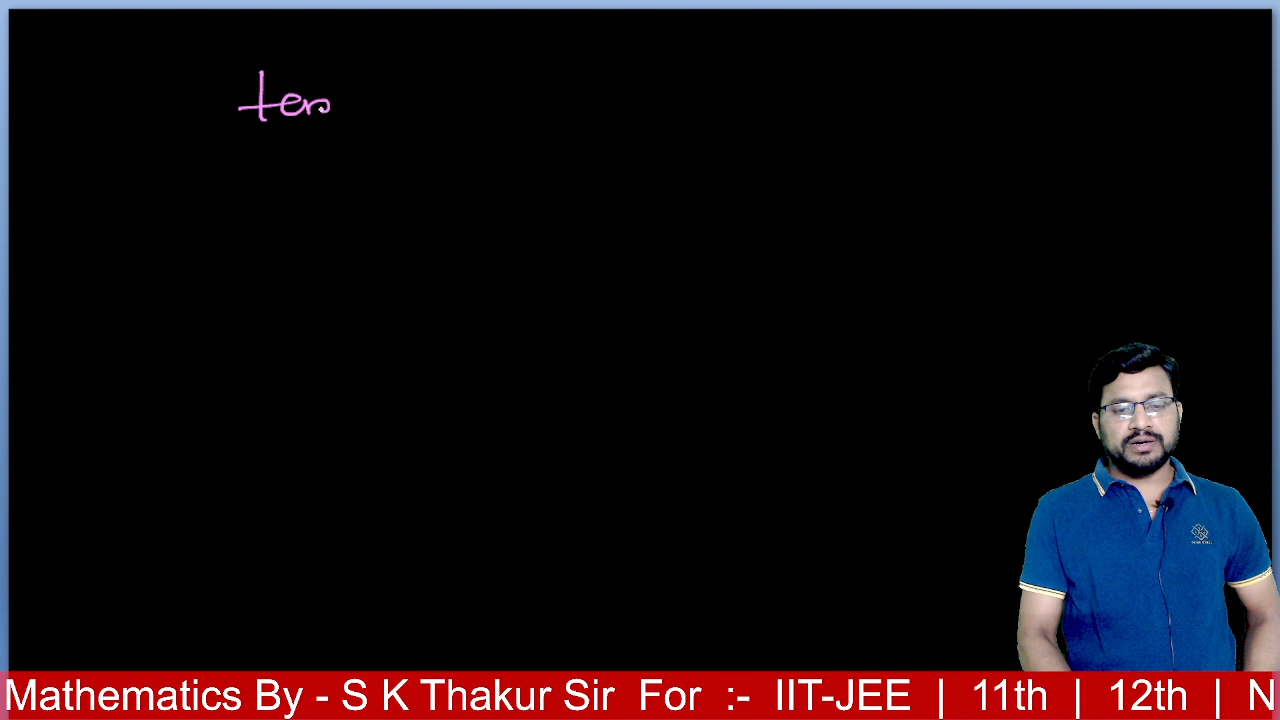 ten
Mathematics By - S K Thakur Sir For :- IIT-JEE | 11th | 12th | N